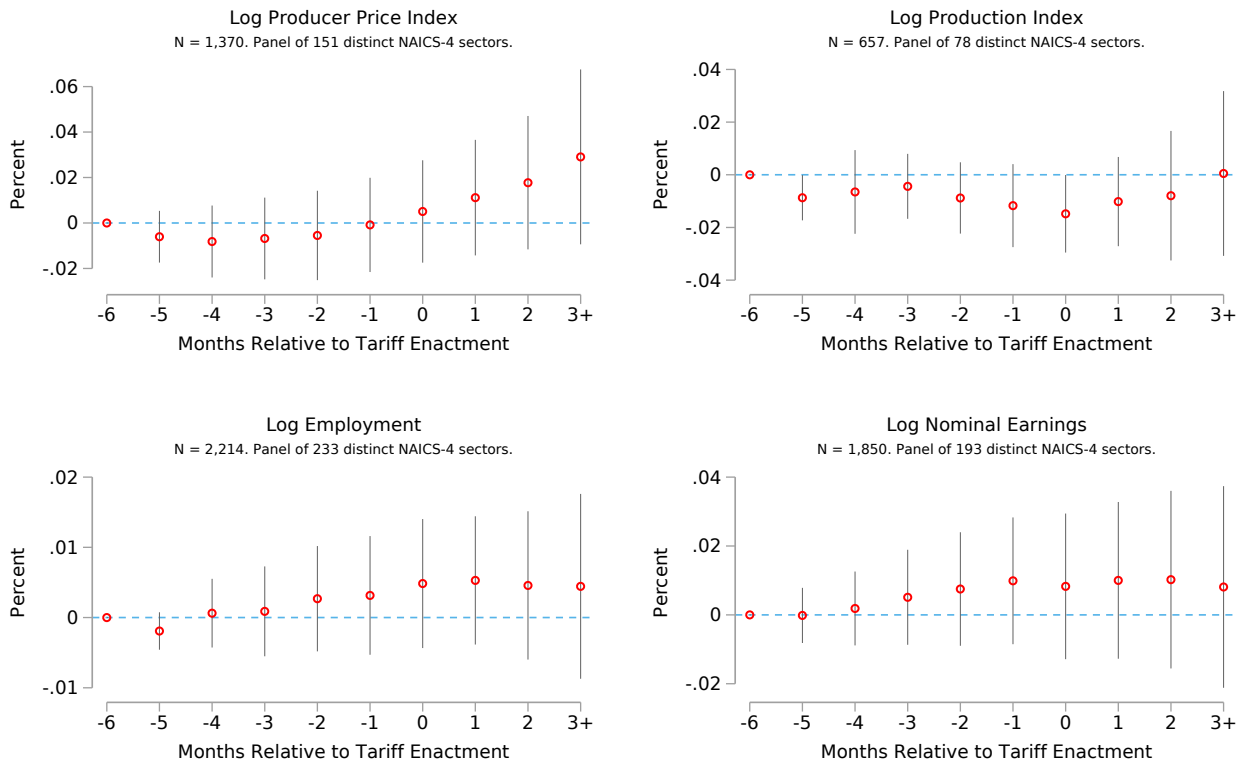 Log Producer Price Index
N = 1,370. Panel of 151 distinct NAICS-4 sectors.
Percent
.06
.04
.02
0
-.02
-6 -5 -4 -3 -2 -1 0 1 2 3+
Months Relative to Tariff Enactment
Log Production Index
N = 657. Panel of 78 distinct NAICS-4 sectors.
Percent
.04
.02
0
-.02
-.04
-6 -5 -4 -3 -2 -1 0 1 2 3+
Months Relative to Tariff Enactment
Log Employment
N = 2,214. Panel of 233 distinct NAICS-4 sectors.
Percent
.02
.01
0
-.01
-6 -5 -4 -3 -2 -1 0 1 2 3+
Months Relative to Tariff Enactment
Log Nominal Earnings
N = 1,850. Panel of 193 distinct NAICS-4 sectors.
Percent
.04
.02
0
-.02
-6 -5 -4 -3 -2 -1 0 1 2 3+
Months Relative to Tariff Enactment